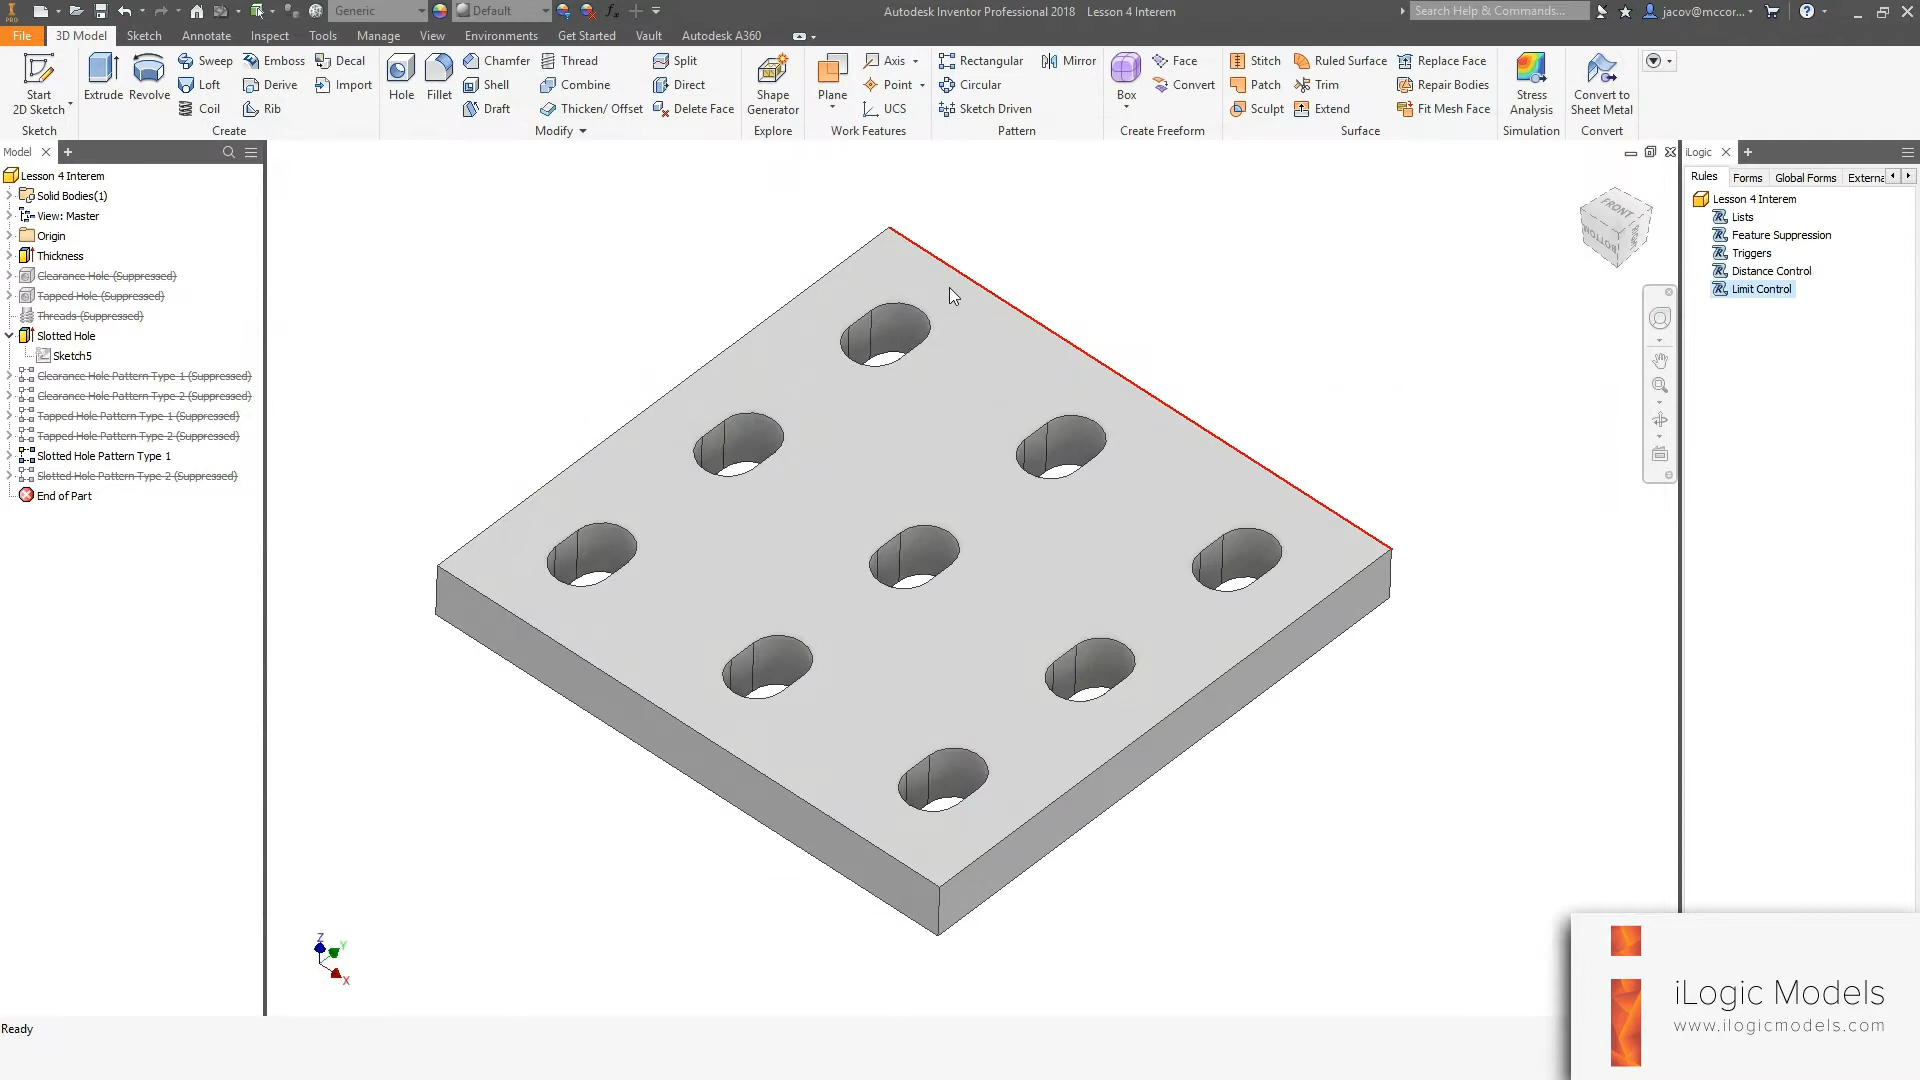 Generic
Default
Autodesk Inventor Professional 2018 Lesson 4 Interem
Search Help & Commands...
jacov@mccor...
PRO
File 3D Model Sketch Annotate Inspect Tools Manage View Environments Get Started Vault Autodesk A360
Start 2D Sketch
Sketch
Extrude
Revolve
Sweep
Loft
Coil
Emboss
Derive
Rib
Decal
Import
Create
Hole
Fillet
Chamfer
Shell
Draft
Thread
Combine
Thicken/ Offset
Split
Direct
Delete Face
Modify
Shape Generator
Explore
Plane
Axis
Point
UCS
Work Features
Rectangular
Circular
Sketch Driven
Mirror
Pattern
Box
Face
Convert
Create Freeform
Stitch
Patch
Sculpt
Ruled Surface
Trim
Extend
Replace Face
Repair Bodies
Fit Mesh Face
Surface
Stress Analysis
Simulation
Convert to Sheet Metal
Convert
Model
Lesson 4 Interem
Solid Bodies(1)
View: Master
Origin
Thickness
Clearance Hole (Suppressed)
Tapped Hole (Suppressed)
Threads (Suppressed)
Slotted Hole
Sketch5
Clearance Hole Pattern Type 1 (Suppressed)
Clearance Hole Pattern Type 2 (Suppressed)
Tapped Hole Pattern Type 1 (Suppressed)
Tapped Hole Pattern Type 2 (Suppressed)
Slotted Hole Pattern Type 1
Slotted Hole Pattern Type 2 (Suppressed)
End of Part
FRONT
BOTTOM
RIGHT
Z
Y
X
iLogic
Rules Forms Global Forms Externa
Lesson 4 Interem
Lists
Feature Suppression
Triggers
Distance Control
Limit Control
iLogic Models
www.ilogicmodels.com
Ready